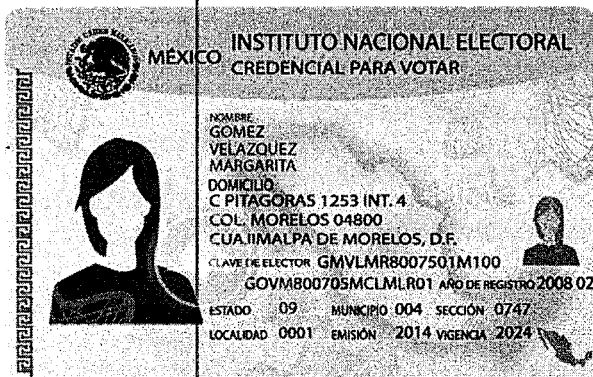 MÉXICO
INSTITUTO NACIONAL ELECTORAL
CREDENCIAL PARA VOTAR
NOMBRE
GOMEZ
VELAZQUEZ
MARGARITA
DOMICILIO
C PITAGORAS 1253 INT. 4
COL. MORELOS 04800
CUAJIMALPA DE MORELOS, D.F.
CLAVE DE ELECTOR GMVLMR8007501M100
GOVM800705MCLMLR01 AÑO DE REGISTRO 2008 02
ESTADO 09 MUNICIPIO 004 SECCIÓN 0747
LOCALIDAD 0001 EMISIÓN 2014 VIGENCIA 2024